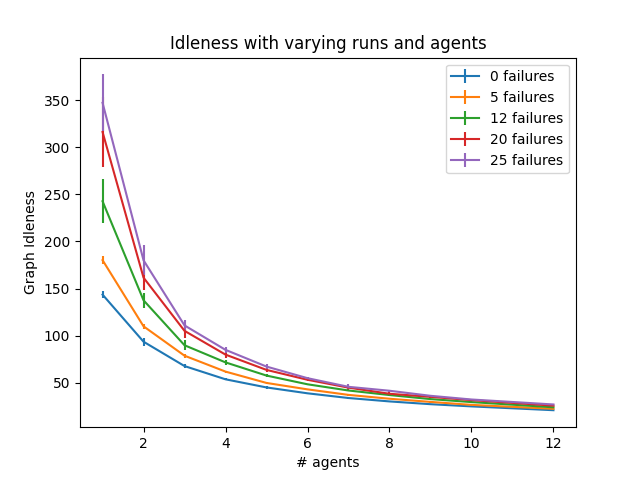 Idleness with varying runs and agents
0 failures
5 failures
12 failures
20 failures
25 failures
Graph Idleness
350
300
250
200
150
100
50
2 4 6 8 10 12
# agents